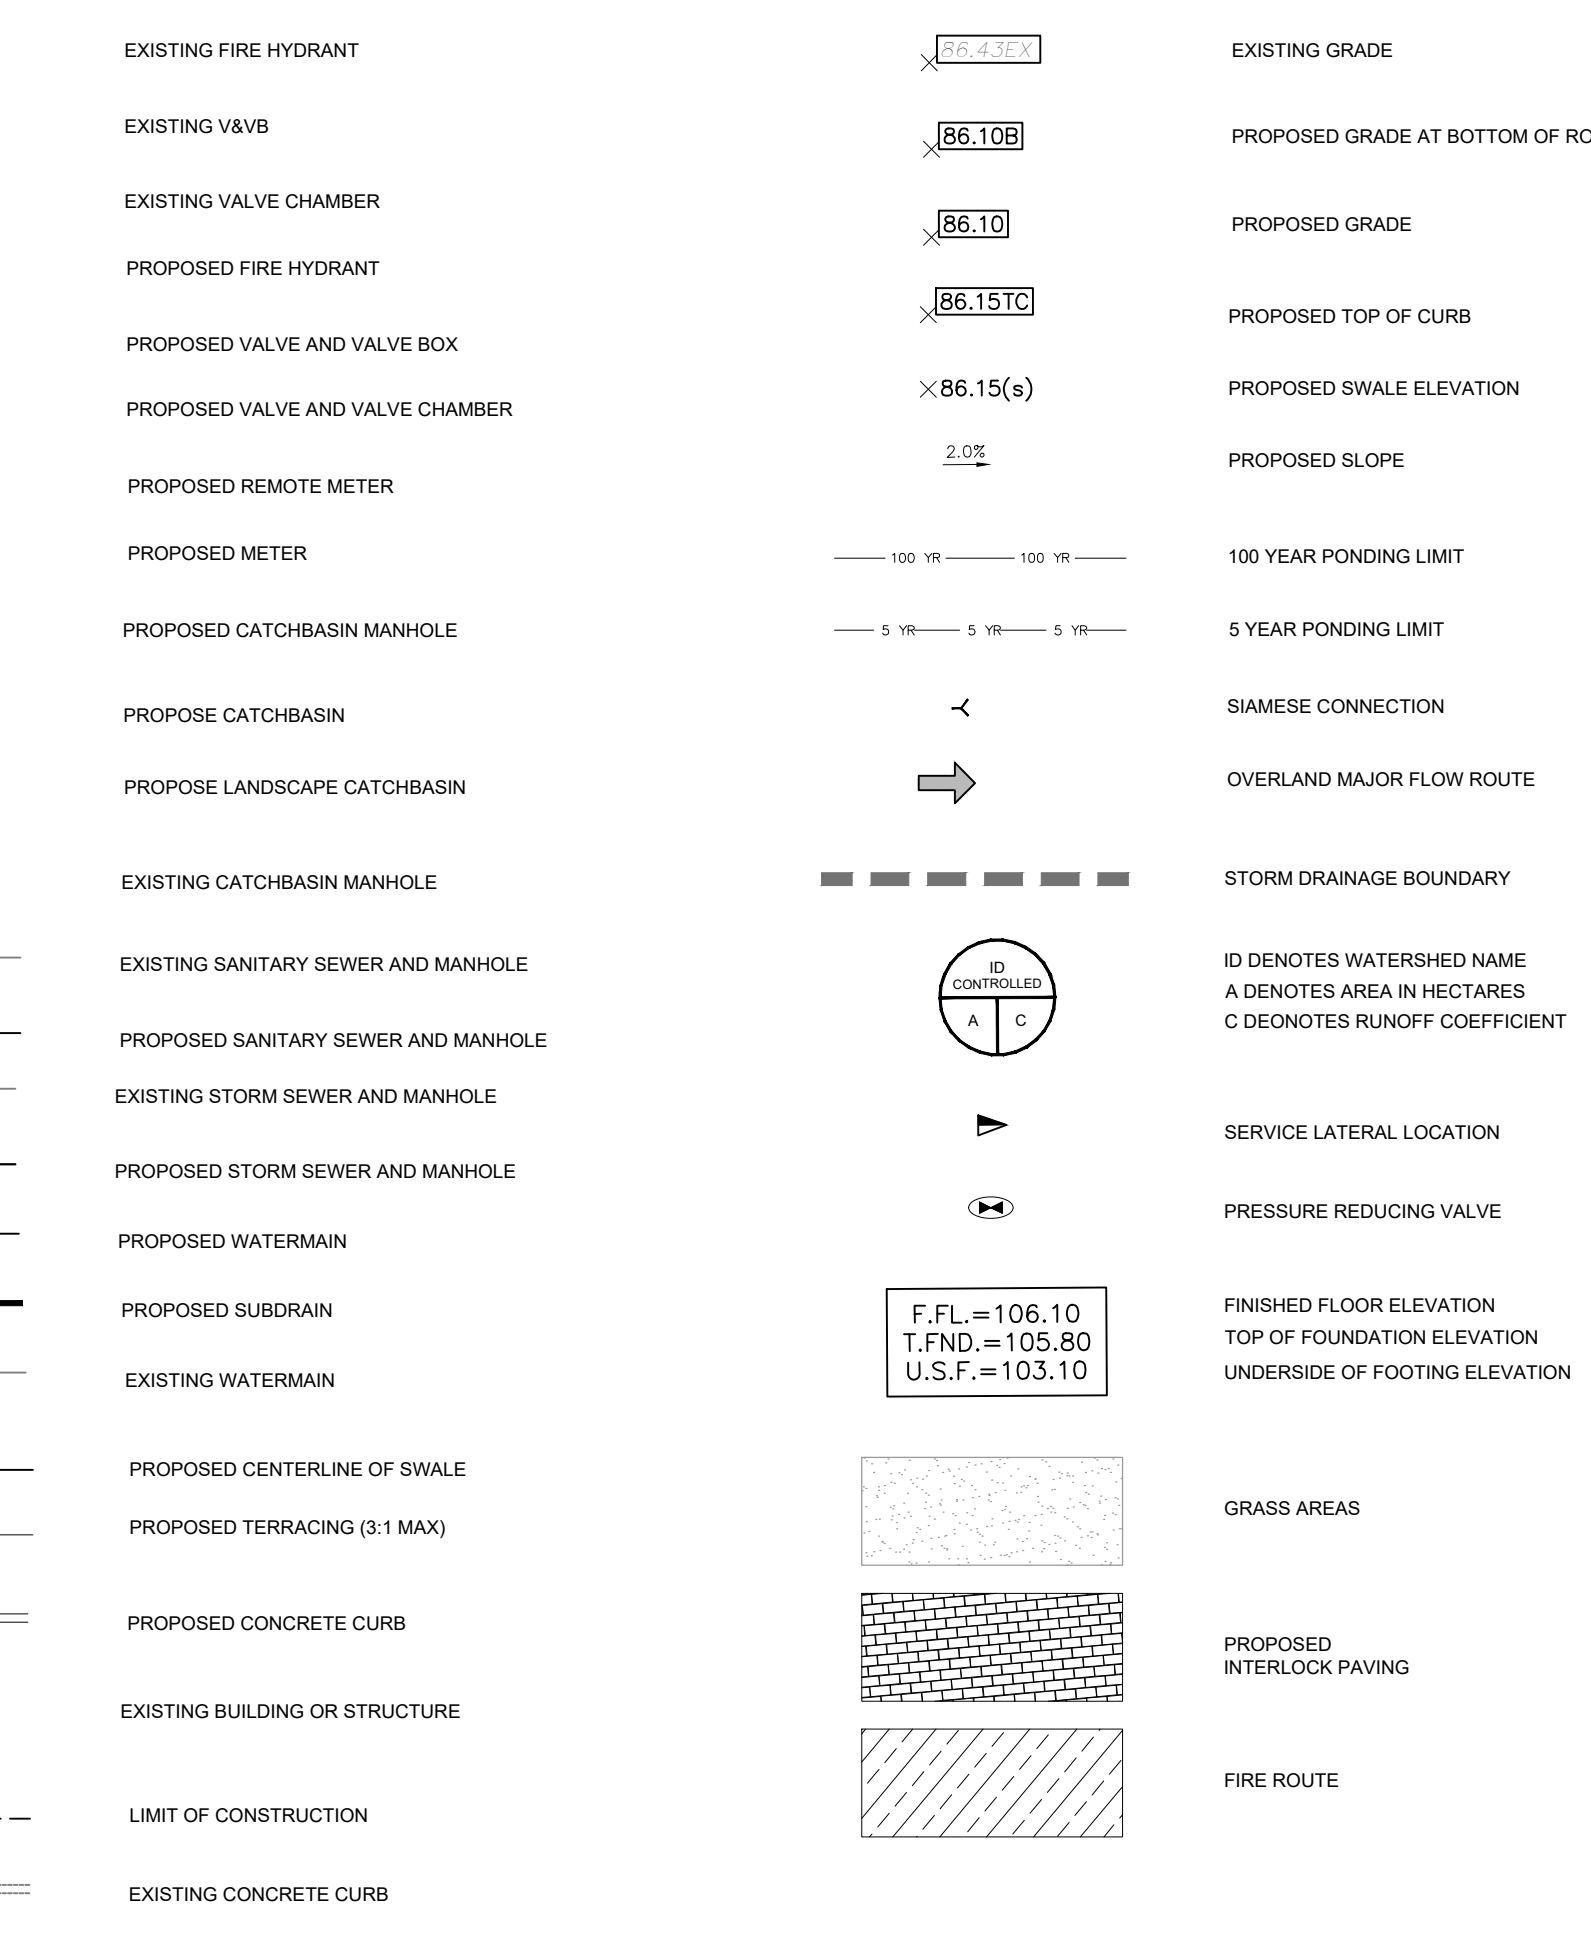 EXISTING FIRE HYDRANT
EXISTING V&VB
EXISTING VALVE CHAMBER
PROPOSED FIRE HYDRANT
PROPOSED VALVE AND VALVE BOX
PROPOSED VALVE AND VALVE CHAMBER
PROPOSED REMOTE METER
PROPOSED METER
PROPOSED CATCHBASIN MANHOLE
PROPOSE CATCHBASIN
PROPOSE LANDSCAPE CATCHBASIN
EXISTING CATCHBASIN MANHOLE
EXISTING SANITARY SEWER AND MANHOLE
PROPOSED SANITARY SEWER AND MANHOLE
EXISTING STORM SEWER AND MANHOLE
PROPOSED STORM SEWER AND MANHOLE
PROPOSED WATERMAIN
PROPOSED SUBDRAIN
EXISTING WATERMAIN
PROPOSED CENTERLINE OF SWALE
PROPOSED TERRACING (3:1 MAX)
PROPOSED CONCRETE CURB
EXISTING BUILDING OR STRUCTURE
LIMIT OF CONSTRUCTION
EXISTING CONCRETE CURB
86.43EX EXISTING GRADE
86.10B PROPOSED GRADE AT BOTTOM OF
86.10 PROPOSED GRADE
86.15TC PROPOSED TOP OF CURB
86.15(s) PROPOSED SWALE ELEVATION
2.0% PROPOSED SLOPE
100 YR 100 YR 100 YEAR PONDING LIMIT
5 YR 5 YR 5 YR 5 YEAR PONDING LIMIT
SIAMESE CONNECTION
OVERLAND MAJOR FLOW ROUTE
STORM DRAINAGE BOUNDARY
ID
CONTROLLED
A C
ID DENOTES WATERSHED NAME
A DENOTES AREA IN HECTARES
C DEONOTES RUNOFF COEFFICIENT
SERVICE LATERAL LOCATION
PRESSURE REDUCING VALVE
F.FL.=106.10 FINISHED FLOOR ELEVATION
T.FND.=105.80 TOP OF FOUNDATION ELEVATION
U.S.F.=103.10 UNDERSIDE OF FOOTING ELEVATION
GRASS AREAS
PROPOSED
INTERLOCK PAVING
FIRE ROUTE